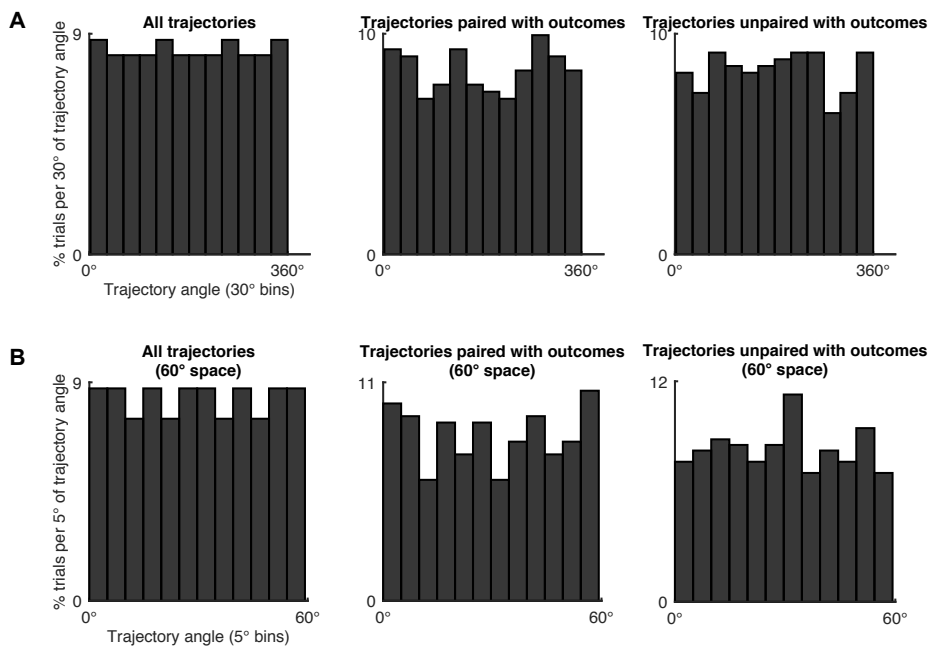 A
All trajectories
Trajectories paired with outcomes
Trajectories unpaired with outcomes
% trials per 30° of trajectory angle
9
0
0°
360°
Trajectory angle (30° bins)
10
0
0°
360°
10
0
0°
360°
B
All trajectories
(60° space)
Trajectories paired with outcomes
(60° space)
Trajectories unpaired with outcomes
(60° space)
% trials per 5° of trajectory angle
9
0
0°
60°
Trajectory angle (5° bins)
11
0
0°
60°
12
0
0°
60°